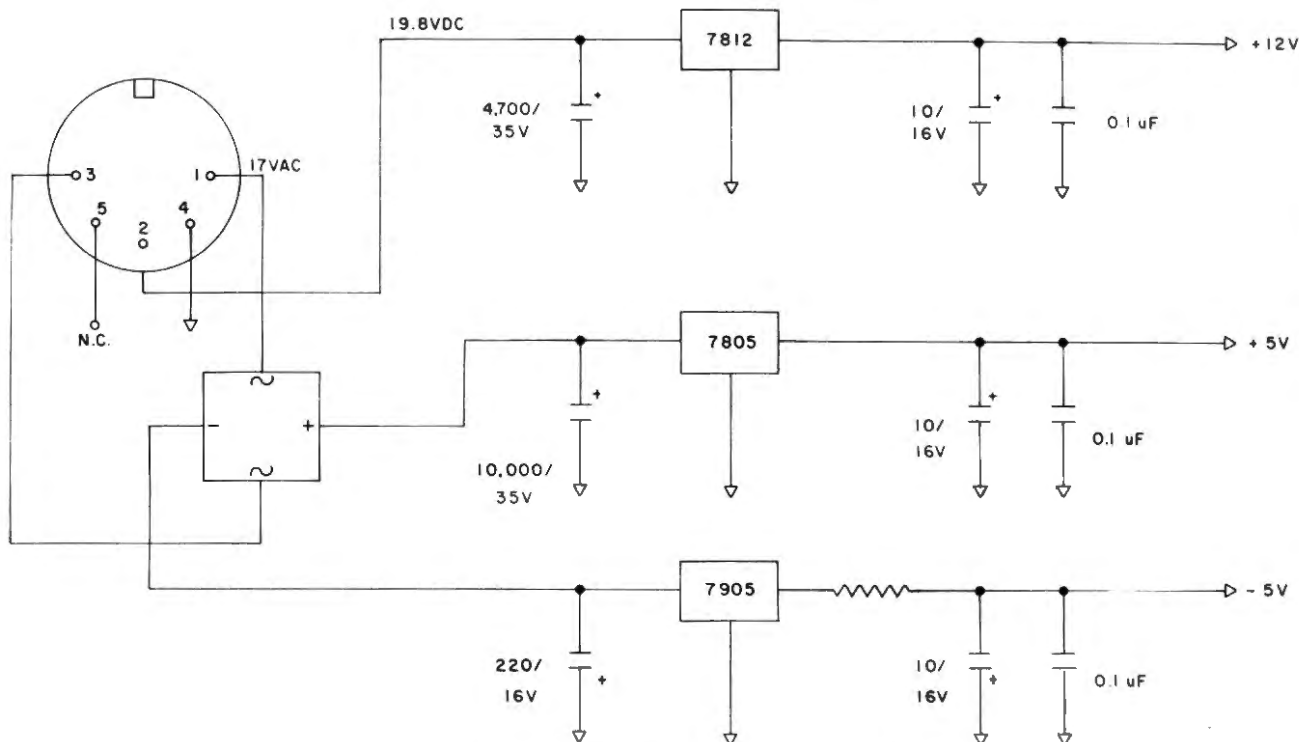 19.8VDC
7812
+12V
4,700/
35V
+
10/
16V
+
0.1 uF
17VAC
3
1
5
2
4
N.C.
7805
+ 5V
~
-
+
~
10,000/
35V
+
10/
16V
+
0.1 uF
7905
- 5V
220/
16V
+
10/
16V
+
0.1 uF